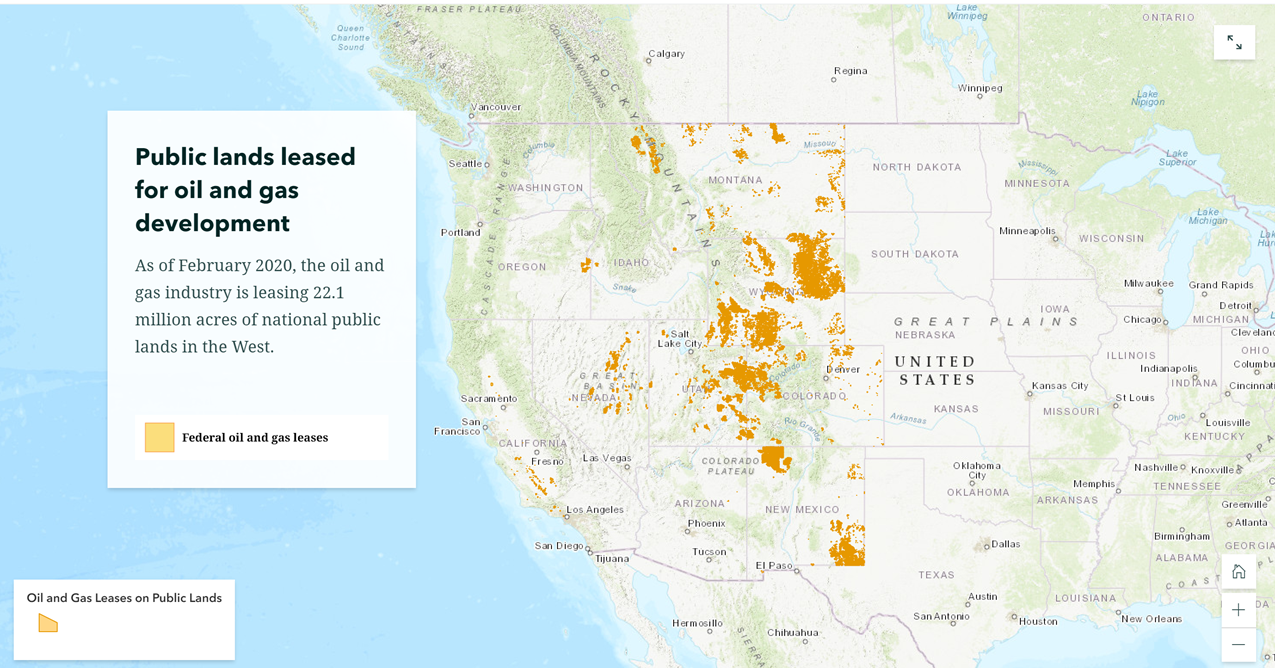 Public lands leased
for oil and gas
development
As of February 2020, the oil and
gas industry is leasing 22.1
million acres of national public
lands in the West.
Federal oil and gas leases
Oil and Gas Leases on Public Lands
FRASER PLATEAU
Queen
Charlotte
Sound
COLUMBIA MOUNTAINS
ROCKY MOUNTAINS
Calgary
Regina
Lake
Winnipeg
Winnipeg
ONTARIO
Lake
Nipigon
Vancouver
Seattle
Columbia
WASHINGTON
CASCADE RANGE
Portland
OREGON
IDAHO
Snake
MONTANA
Missouri
NORTH DAKOTA
MINNESOTA
Mississippi
Lake
Superior
Lake
Michigan
Minneapolis
WISCONSIN
SOUTH DAKOTA
Milwaukee
Grand Rapids
Detroit
MICHIGAN
Chicago
Cleveland
IOWA
GREAT PLAINS
NEBRASKA
UNITED
STATES
ILLINOIS
OHIO
Columbu
Indianapolis
INDIANA
Cincinnati
Salt
Lake City
GREAT
BASIN
NEVADA
UTA
Colorado
Denver
COLORADO
Kansas City
St Louis
Ohio
Louisville
KANSAS
MISSOURI
KENTUCKY
Arkansas
Rio Grande
Sacramento
San
Francisco
CALIFORNIA
Fresno
Las Vegas
COLORADO
PLATEAU
Oklahoma
City
OKLAHOMA
Nashville
Knoxville
TENNESSEE
Memphis
ARKANSAS
Greenville
Los Angeles
ARIZONA
NEW MEXICO
Phoenix
Atlanta
Birmingham
GEORGIA
ALABAMA
San Diego
Tijuana
Tucson
El Paso
Dallas
TEXAS
COAST
Austin
LOUISIANA
San Antonio
Houston
New Orleans
Hermosillo
Chihuahua